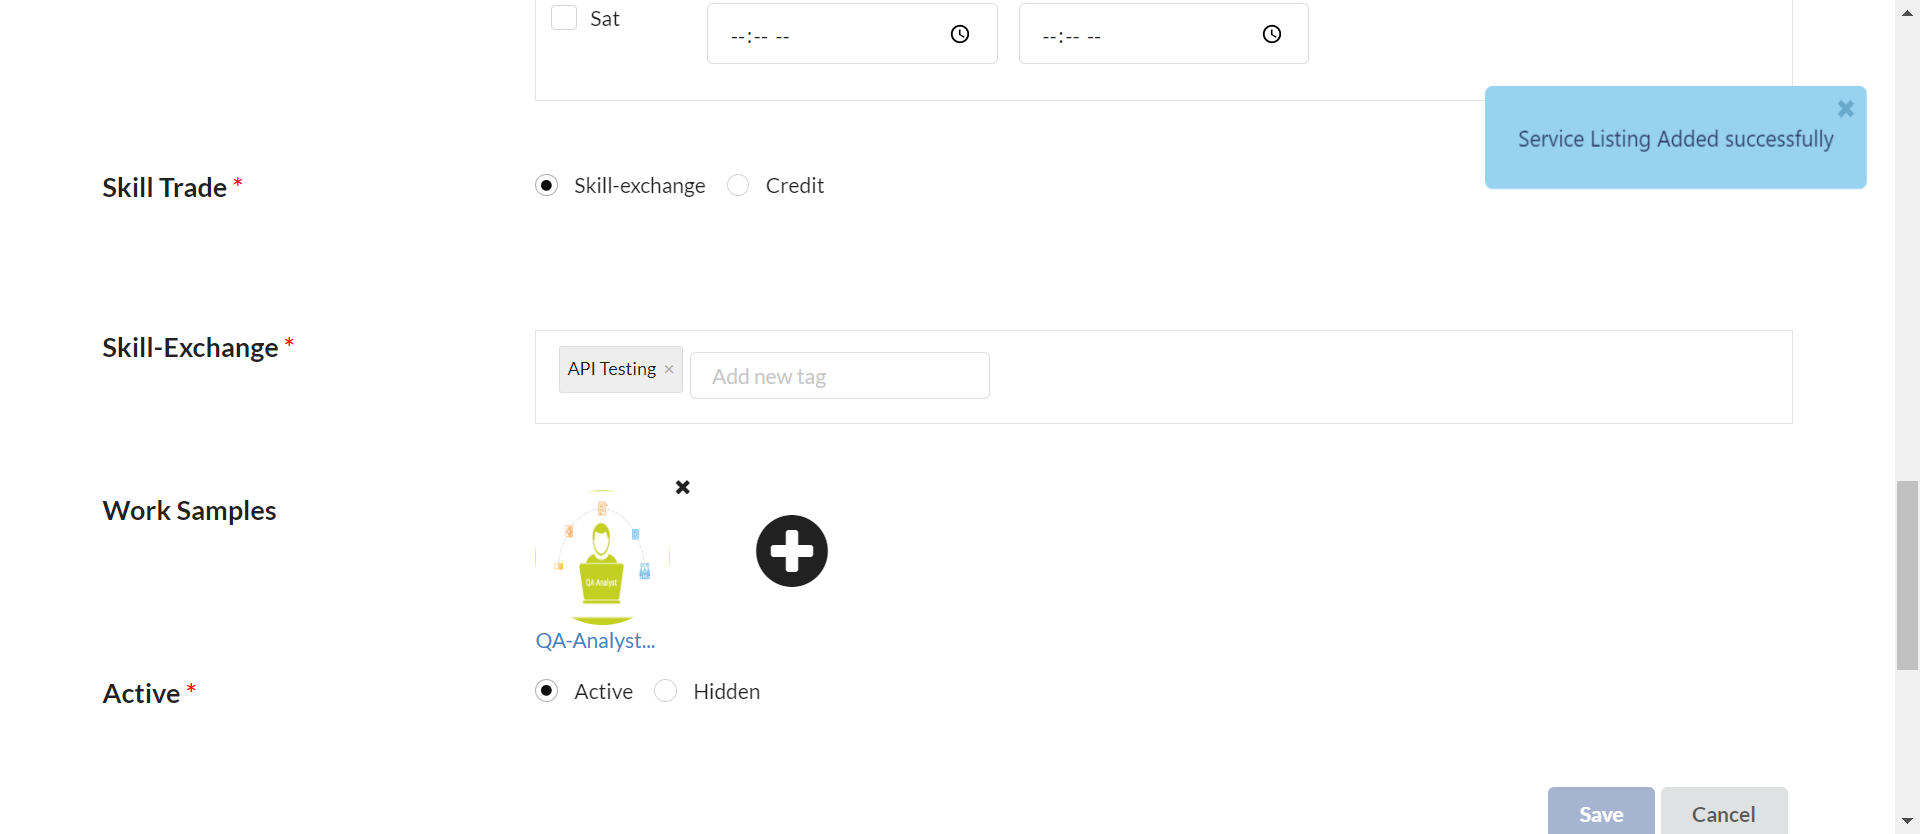 Sat
--:-- --
--:-- --
Service Listing Added successfully
Skill Trade *
Skill-exchange
Credit
Skill-Exchange *
API Testing ×
Add new tag
Work Samples
QA Analyst
QA-Analyst...
Active *
Active
Hidden
Save
Cancel